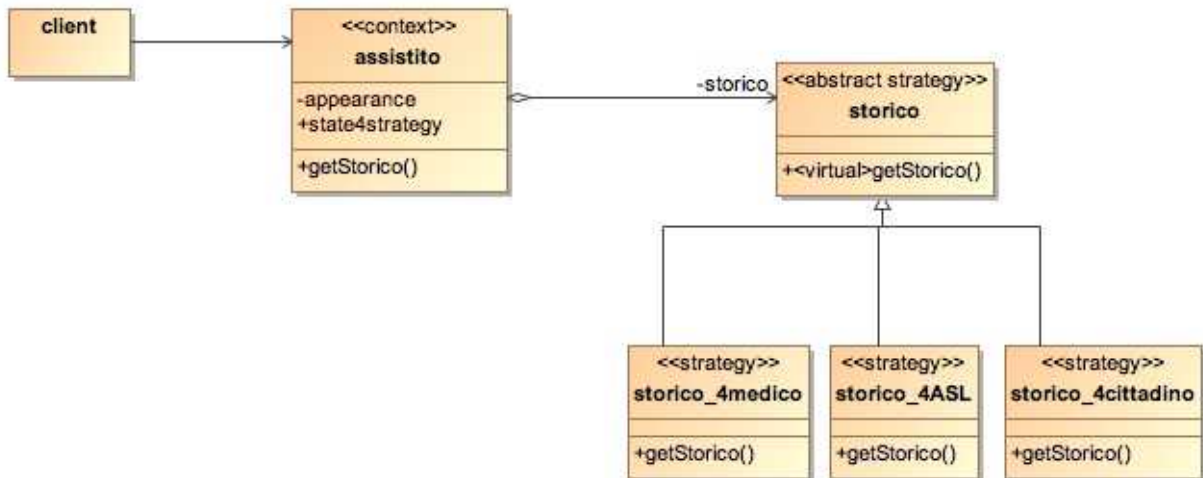 client
<<context>>
assistito
-appearance
+state4strategy
+getStorico()
-storico
<<abstract strategy>>
storico
+<virtual>getStorico()
<<strategy>>
storico_4medico
+getStorico()
<<strategy>>
storico_4ASL
+getStorico()
<<strategy>>
storico_4cittadino
+getStorico()